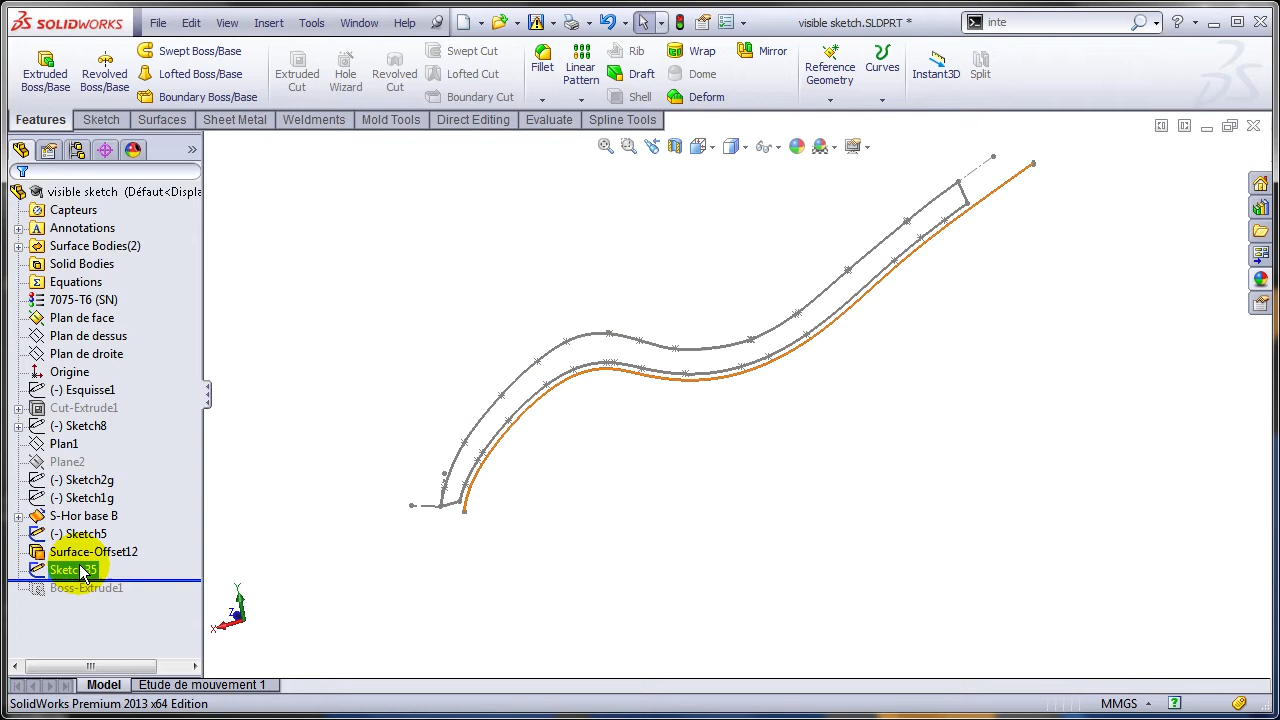 SOLIDWORKS File Edit View Insert Tools Window Help visible sketch.SLDPRT * inte
Extruded Boss/Base
Revolved Boss/Base
Swept Boss/Base
Lofted Boss/Base
Boundary Boss/Base
Extruded Cut
Hole Wizard
Revolved Cut
Swept Cut
Lofted Cut
Boundary Cut
Fillet
Linear Pattern
Rib
Draft
Shell
Wrap
Dome
Deform
Mirror
Reference Geometry
Curves
Instant3D
Split
Features Sketch Surfaces Sheet Metal Weldments Mold Tools Direct Editing Evaluate Spline Tools
visible sketch (Défaut<Displa
Capteurs
Annotations
Surface Bodies(2)
Solid Bodies
Equations
7075-T6 (SN)
Plan de face
Plan de dessus
Plan de droite
Origine
(-) Esquisse1
Cut-Extrude1
(-) Sketch8
Plan1
Plane2
(-) Sketch2g
(-) Sketch1g
S-Hor base B
(-) Sketch5
Surface-Offset12
Boss-Extrude1
Y
Z
X
Model Etude de mouvement 1
SolidWorks Premium 2013 x64 Edition MMGS